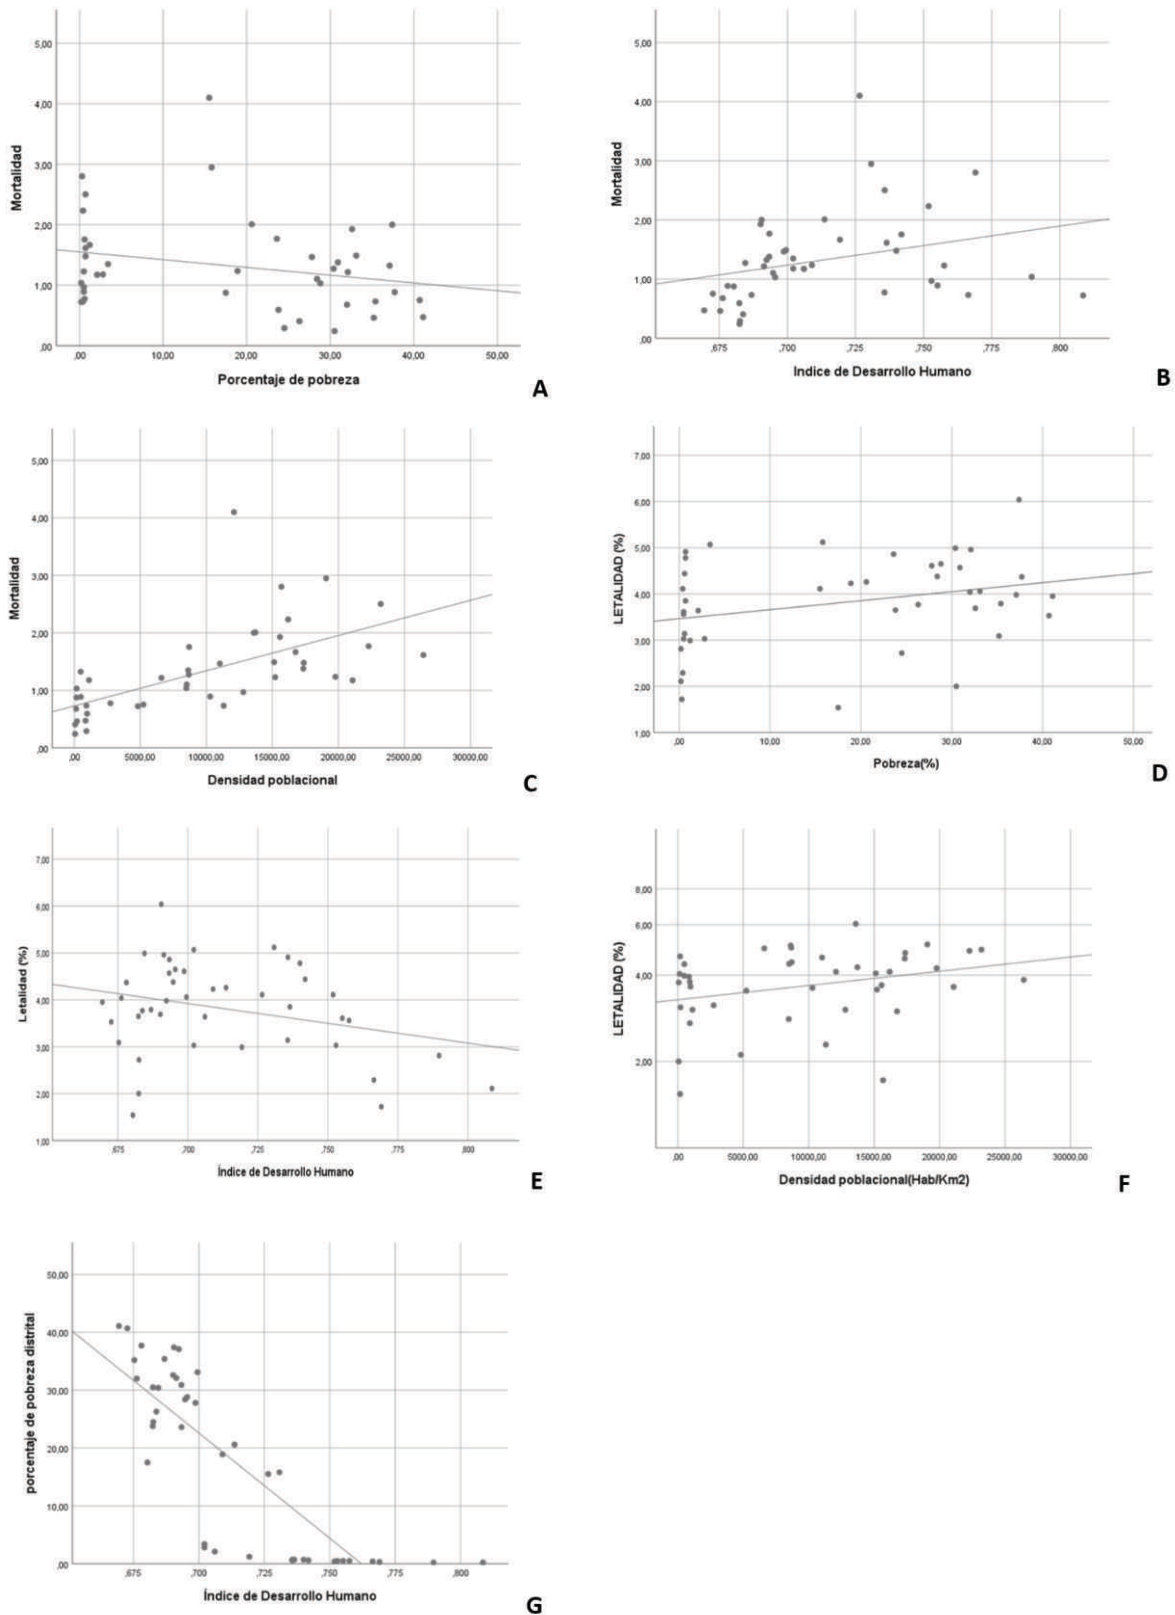 5,00
4,00
3,00
2,00
1,00
,00
Mortalidad
,00 10,00 20,00 30,00 40,00 50,00
Porcentaje de pobreza
A
5,00
4,00
3,00
2,00
1,00
,00
Mortalidad
,675 ,700 ,725 ,750 ,775 ,800
Indice de Desarrollo Humano
B
5,00
4,00
3,00
2,00
1,00
,00
Mortalidad
,00 5000,00 10000,00 15000,00 20000,00 25000,00 30000,00
Densidad poblacional
C
7,00
6,00
5,00
4,00
3,00
2,00
1,00
LETALIDAD (%)
,00 10,00 20,00 30,00 40,00 50,00
Pobreza(%)
D
7,00
6,00
5,00
4,00
3,00
2,00
1,00
Letalidad (%)
,675 ,700 ,725 ,750 ,775 ,800
Índice de Desarrollo Humano
E
8,00
6,00
4,00
2,00
LETALIDAD (%)
,00 5000,00 10000,00 15000,00 20000,00 25000,00 30000,00
Densidad poblacional(Hab/Km2)
F
50,00
40,00
30,00
20,00
10,00
,00
porcentaje de pobreza distrital
,675 ,700 ,725 ,750 ,775 ,800
Índice de Desarrollo Humano
G